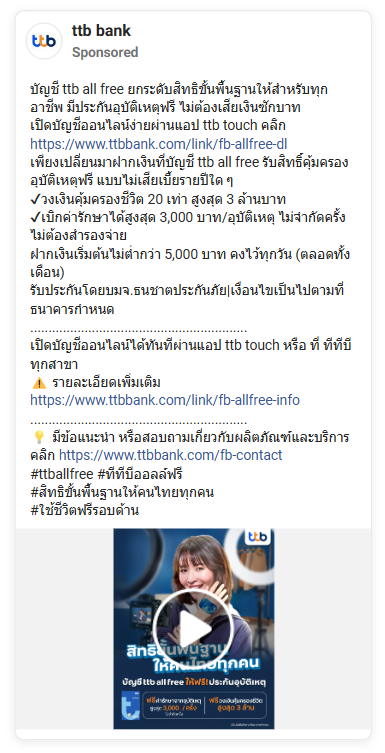 ttb bank
ttb
Sponsored
บัญชี ttb all free ยกระดับสิทธิขั้นพื้นฐานให้สำหรับทุก
อาชีพ มีประกันอุบัติเหตุฟรี ไม่ต้องเสียเงินซักบาท
เปิดบัญชีออนไลน์ง่ายผ่านแอป ttb touch คลิก
https://www.ttbbank.com/link/fb-allfree-dl
เพียงเปลี่ยนมาฝากเงินที่บัญชี ttb all free รับสิทธิ์คุ้มครอง
อุบัติเหตุฟรี แบบไม่เสียเบี้ยรายปีใด ๆ
✓วงเงินคุ้มครองชีวิต 20 เท่า สูงสุด 3 ล้านบาท
✓เบิกค่ารักษาได้สูงสุด 3,000 บาท/อุบัติเหตุ ไม่จำกัดครั้ง
ไม่ต้องสำรองจ่าย
ฝากเงินเริ่มต้นไม่ต่ำกว่า 5,000 บาท คงไว้ทุกวัน (ตลอดทั้ง
เดือน)
รับประกันโดยบมจ.ธนชาตประกันภัย|เงื่อนไขเป็นไปตามที่
ธนาคารกำหนด
............................................................
เปิดบัญชีออนไลน์ได้ทันทีผ่านแอป ttb touch หรือ ที่ ทีทีบี
ทุกสาขา
⚠️ รายละเอียดเพิ่มเติม
https://www.ttbbank.com/link/fb-allfree-info
............................................................
💡 มีข้อแนะนำ หรือสอบถามเกี่ยวกับผลิตภัณฑ์และบริการ
คลิก https://www.ttbbank.com/fb-contact
#ttballfree #ทีทีบีออลล์ฟรี
#สิทธิขั้นพื้นฐานให้คนไทยทุกคน
#ใช้ชีวิตฟรีรอบด้าน
ttb
สิทธิขั้นพื้นฐาน
ให้คนไทยทุกคน
บัญชี ttb all free ให้ฟรี! ประกันอุบัติเหตุ
ฟรีค่ารักษาจากอุบัติเหตุ
สูงสุด 3,000 /ครั้ง
ฟรีวงเงินคุ้มครองชีวิต
สูงสุด 3 ล้าน